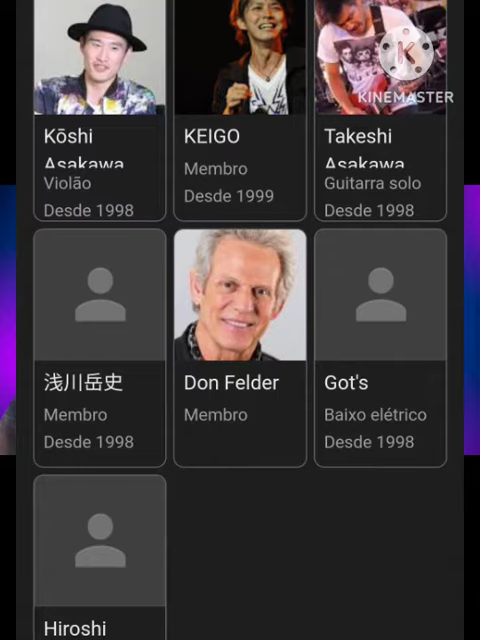 KINEMASTER
Kōshi
Asakawa
Violão
Desde 1998
KEIGO
Membro
Desde 1999
Takeshi
Asakawa
Guitarra solo
Desde 1998
浅川岳史
Membro
Desde 1998
Don Felder
Membro
Got's
Baixo elétrico
Desde 1998
Hiroshi